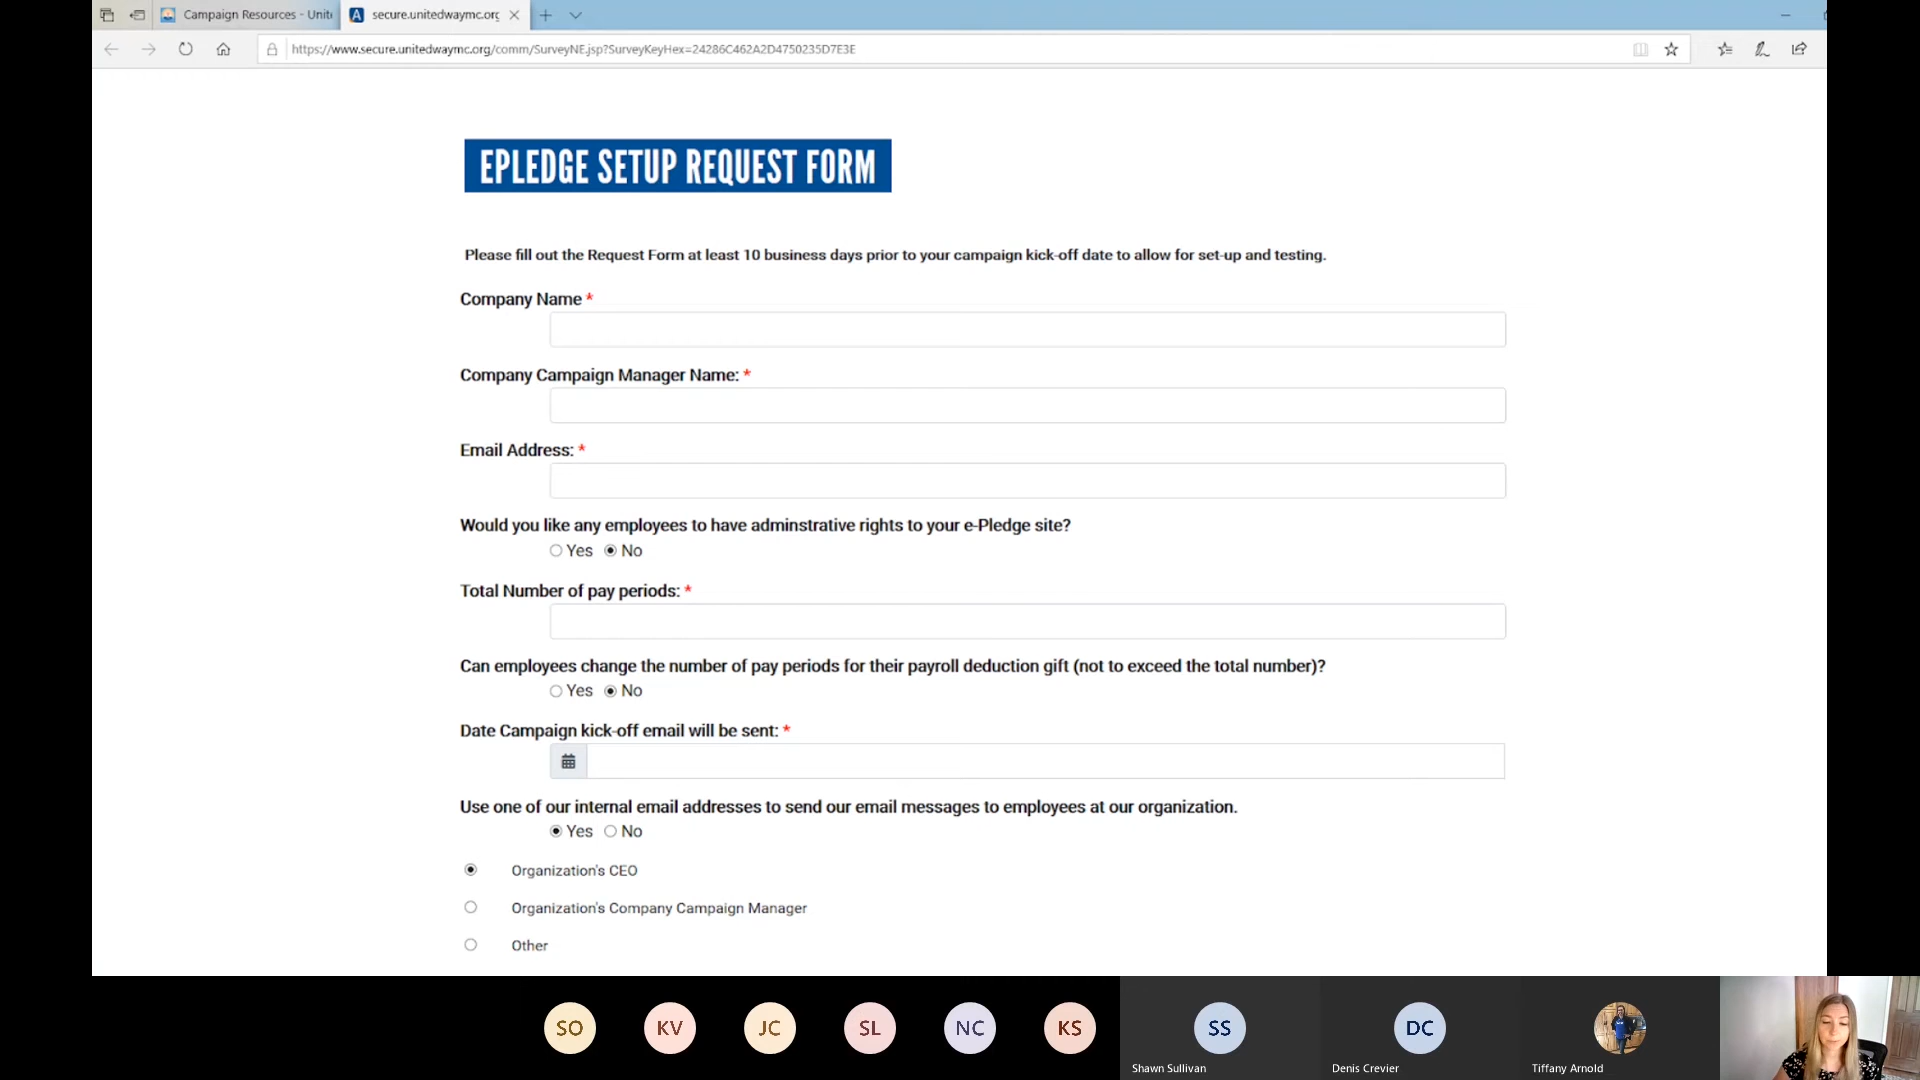 Campaign Resources - Unit
secure.unitedwaymc.org
https://www.secure.unitedwaymc.org/comm/SurveyNE.jsp?SurveyKeyHex=24286C462A2D4750235D7E3E
EPLEDGE SETUP REQUEST FORM
Please fill out the Request Form at least 10 business days prior to your campaign kick-off date to allow for set-up and testing.
Company Name *
Company Campaign Manager Name: *
Email Address: *
Would you like any employees to have adminstrative rights to your e-Pledge site?
Yes No
Total Number of pay periods: *
Can employees change the number of pay periods for their payroll deduction gift (not to exceed the total number)?
Yes No
Date Campaign kick-off email will be sent: *
Use one of our internal email addresses to send our email messages to employees at our organization.
Yes No
Organization's CEO
Organization's Company Campaign Manager
Other
SO KV JC SL NC KS SS DC
Shawn Sullivan Denis Crevier Tiffany Arnold